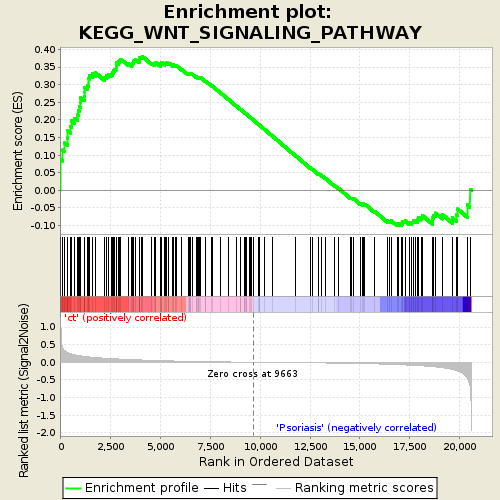 Enrichment plot:
KEGG_WNT_SIGNALING_PATHWAY
Enrichment score (ES)
0.40
0.35
0.30
0.25
0.20
0.15
0.10
0.05
0.00
-0.05
-0.10
'ct' (positively correlated)
Ranked list metric (Signal2Noise)
1.0
0.5
0.0
-0.5
-1.0
-1.5
-2.0
Zero cross at 9663
'Psoriasis' (negatively correlated)
0
2,500
5,000
7,500
10,000
12,500
15,000
17,500
20,000
Rank in Ordered Dataset
Enrichment profile
Hits
Ranking metric scores